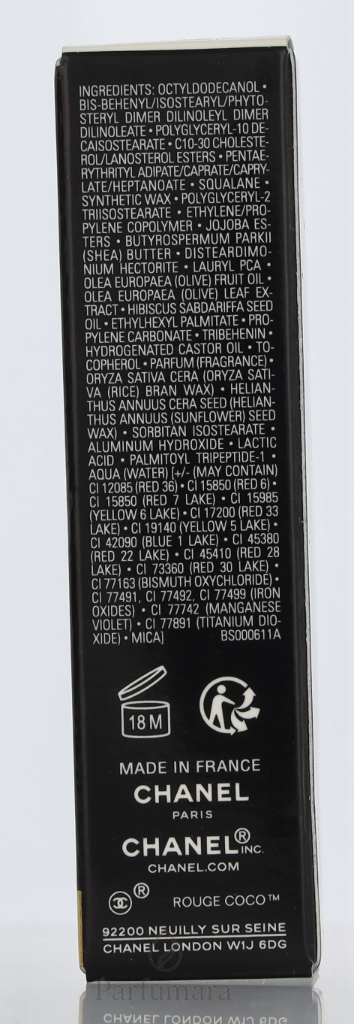 INGREDIENTS: OCTYLDODECANOL •
BIS-BEHENYL/ISOSTEARYL/PHYTO-
STERYL DIMER DILINOLEYL DIMER
DILINOLEATE • POLYGLYCERYL-10 DE-
CAISOSTEARATE • C10-30 CHOLESTE-
ROL/LANOSTEROL ESTERS • PENTAE-
RYTHRITYL ADIPATE/CAPRATE/CAPRY-
LATE/HEPTANOATE • SQUALANE •
SYNTHETIC WAX • POLYGLYCERYL-2
TRIISOSTEARATE • ETHYLENE/PRO-
PYLENE COPOLYMER • JOJOBA ES-
TERS • BUTYROSPERMUM PARKII
(SHEA) BUTTER • DISTEARDIMO-
NIUM HECTORITE • LAURYL PCA •
OLEA EUROPAEA (OLIVE) FRUIT OIL •
OLEA EUROPAEA (OLIVE) LEAF EX-
TRACT • HIBISCUS SABDARIFFA SEED
OIL • ETHYLHEXYL PALMITATE • PRO-
PYLENE CARBONATE • TRIBEHENIN •
HYDROGENATED CASTOR OIL • TO-
COPHEROL • PARFUM (FRAGRANCE) •
ORYZA SATIVA CERA (ORYZA SATI-
VA (RICE) BRAN WAX) • HELIAN-
THUS ANNUUS CERA SEED (HELIAN-
THUS ANNUUS (SUNFLOWER) SEED
WAX) • SORBITAN ISOSTEARATE •
ALUMINUM HYDROXIDE • LACTIC
ACID • PALMITOYL TRIPEPTIDE-1 •
AQUA (WATER) [+/- (MAY CONTAIN)
CI 12085 (RED 36) • CI 15850 (RED 6) •
CI 15850 (RED 7 LAKE) • CI 15985
(YELLOW 6 LAKE) • CI 17200 (RED 33
LAKE) • CI 19140 (YELLOW 5 LAKE) •
CI 42090 (BLUE 1 LAKE) • CI 45380
(RED 22 LAKE) • CI 45410 (RED 28
LAKE) • CI 73360 (RED 30 LAKE) •
CI 77163 (BISMUTH OXYCHLORIDE) •
CI 77491, CI 77492, CI 77499 (IRON
OXIDES) • CI 77742 (MANGANESE
VIOLET) • CI 77891 (TITANIUM DIO-
XIDE) • MICA] BS000611A
18 M
MADE IN FRANCE
CHANEL
PARIS
CHANEL® INC.
CHANEL.COM
® ROUGE COCO™
92200 NEUILLY SUR SEINE
CHANEL LONDON W1J 6DG
Parfumara